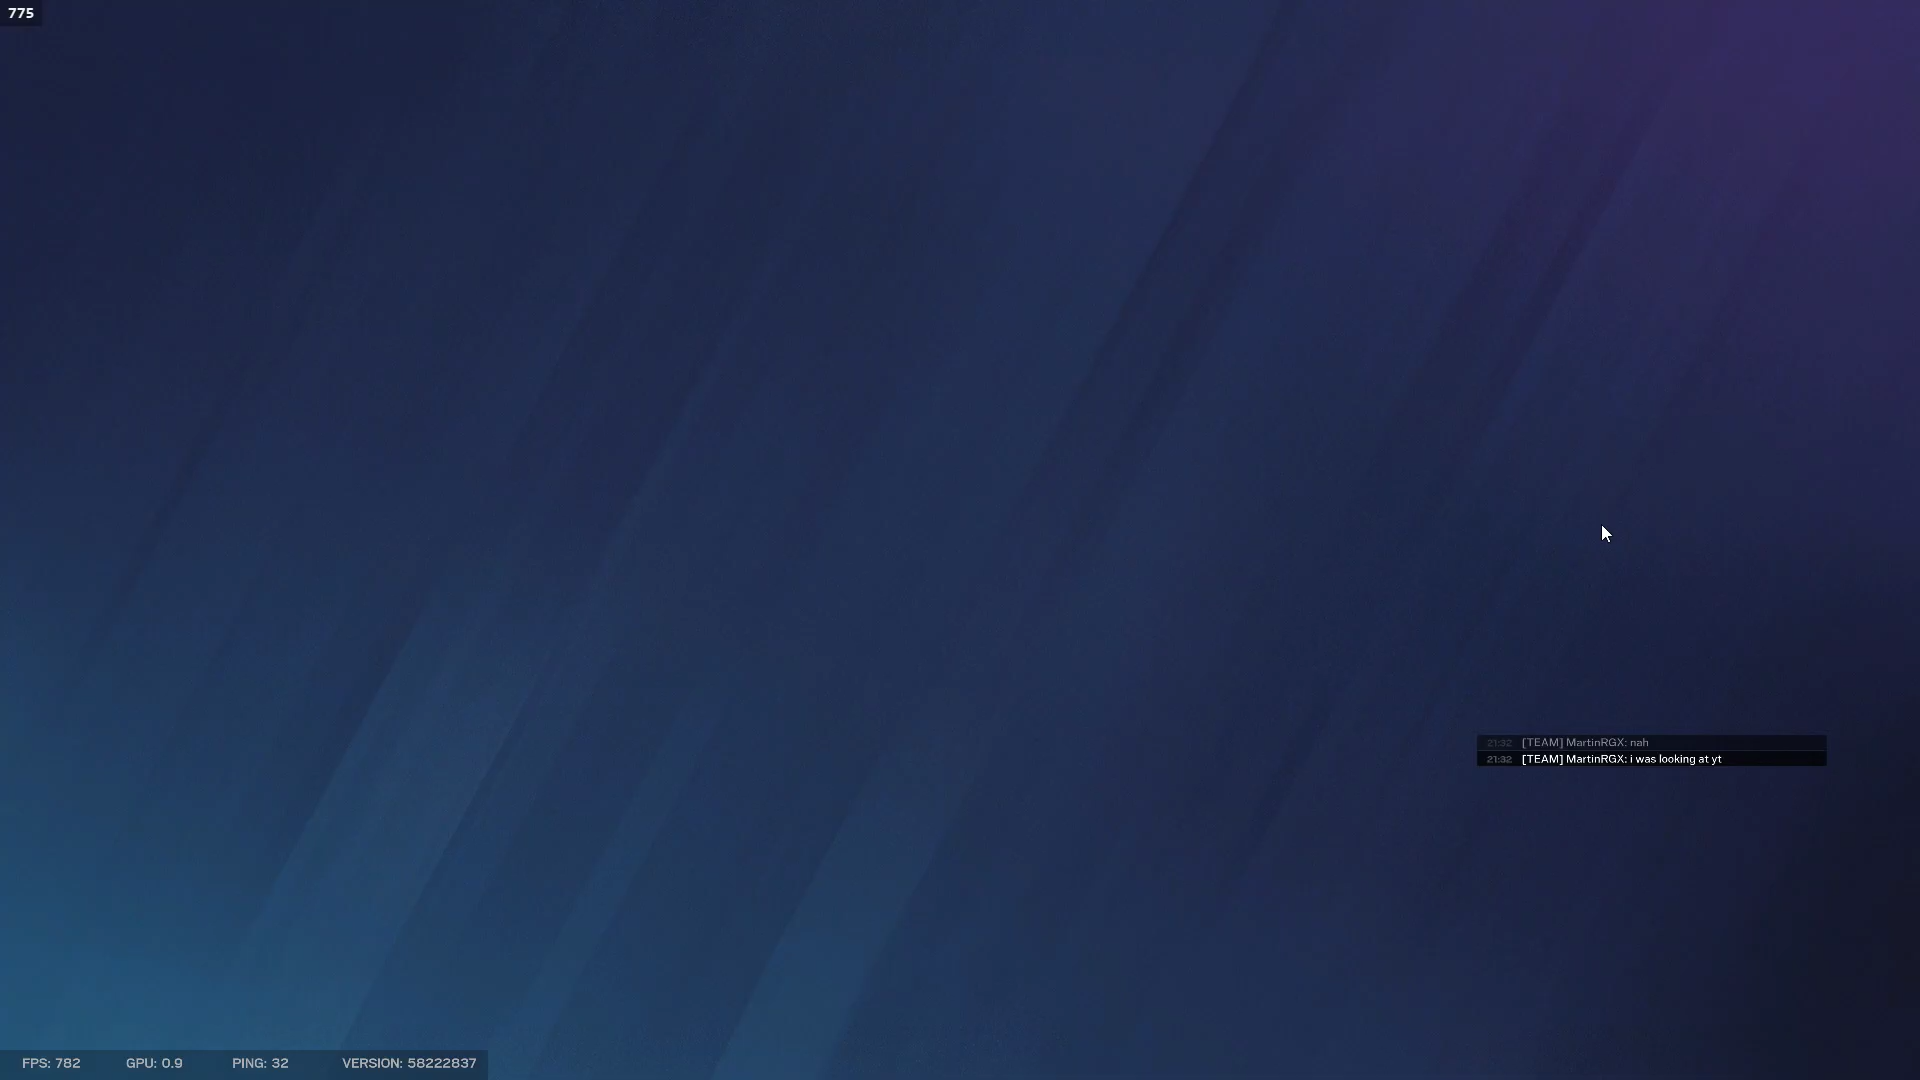 775
21:32 [TEAM] MartinRGX: nah
21:32 [TEAM] MartinRGX: i was looking at yt
FPS: 782 GPU: 0.9 PING: 32 VERSION: 58222837